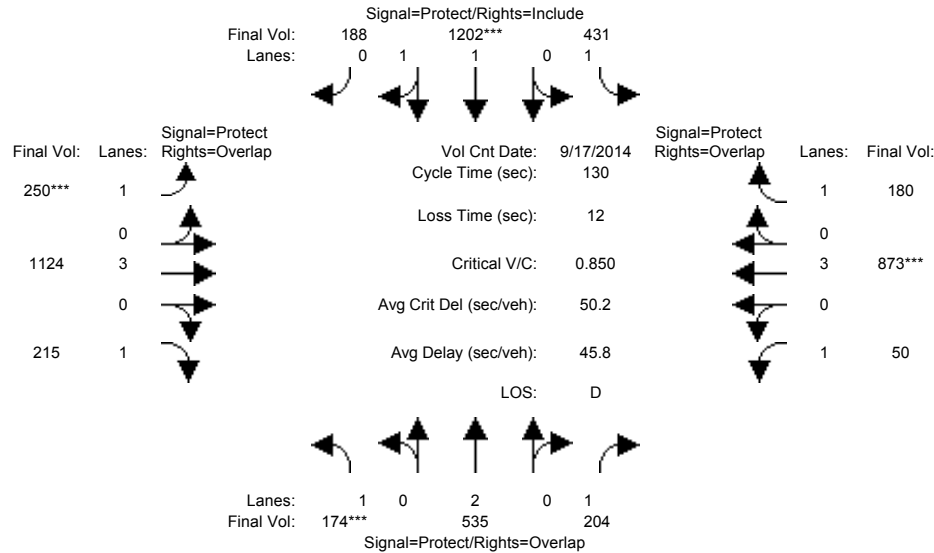 Signal=Protect/Rights=Include
Final Vol: 188 1202*** 431
Lanes: 0 1 1 0 1
Signal=Protect
Final Vol: Lanes: Rights=Overlap
Vol Cnt Date: 9/17/2014
Signal=Protect
Rights=Overlap Lanes: Final Vol:
Cycle Time (sec): 130
250*** 1
1 180
Loss Time (sec): 12
0
0
1124 3
Critical V/C: 0.850
3 873***
0
Avg Crit Del (sec/veh): 50.2
0
215 1
Avg Delay (sec/veh): 45.8
1 50
LOS: D
Lanes: 1 0 2 0 1
Final Vol: 174*** 535 204
Signal=Protect/Rights=Overlap